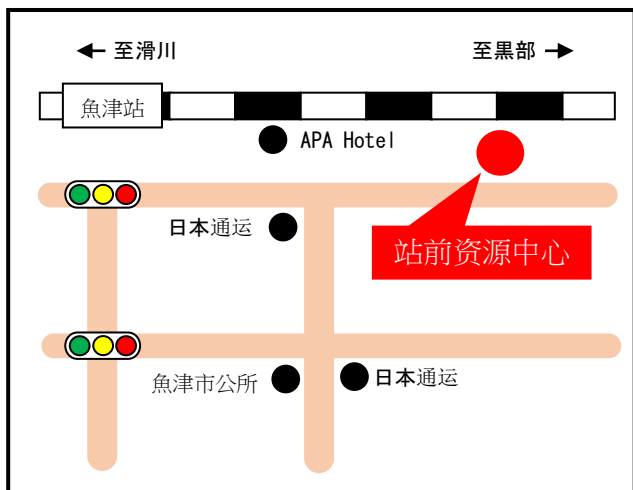 ← 至滑川
至黒部 →
魚津站
APA Hotel
日本通运
站前资源中心
魚津市公所
日本通运